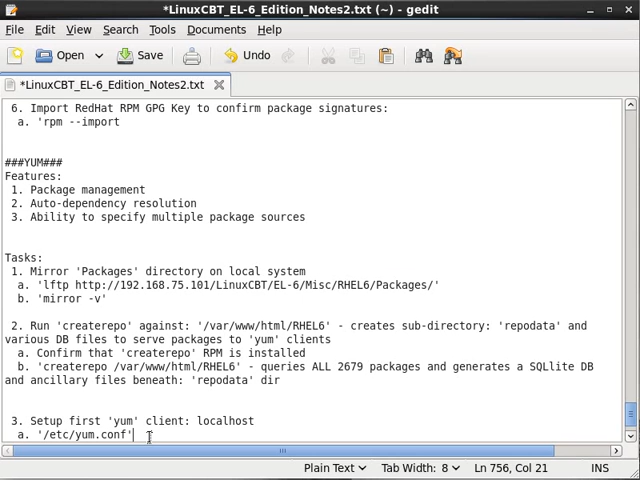 *LinuxCBT_EL-6_Edition_Notes2.txt (~) - gedit
File Edit View Search Tools Documents Help
Open Save Undo
*LinuxCBT_EL-6_Edition_Notes2.txt
6. Import RedHat RPM GPG Key to confirm package signatures:
a. 'rpm --import
###YUM###
Features:
1. Package management
2. Auto-dependency resolution
3. Ability to specify multiple package sources
Tasks:
1. Mirror 'Packages' directory on local system
a. 'lftp http://192.168.75.101/LinuxCBT/EL-6/Misc/RHEL6/Packages/'
b. 'mirror -v'
2. Run 'createrepo' against: '/var/www/html/RHEL6' - creates sub-directory: 'repodata' and
various DB files to serve packages to 'yum' clients
a. Confirm that 'createrepo' RPM is installed
b. 'createrepo /var/www/html/RHEL6' - queries ALL 2679 packages and generates a SQLlite DB
and ancillary files beneath: 'repodata' dir
3. Setup first 'yum' client: localhost
a. '/etc/yum.conf'
Plain Text Tab Width: 8 Ln 756, Col 21 INS